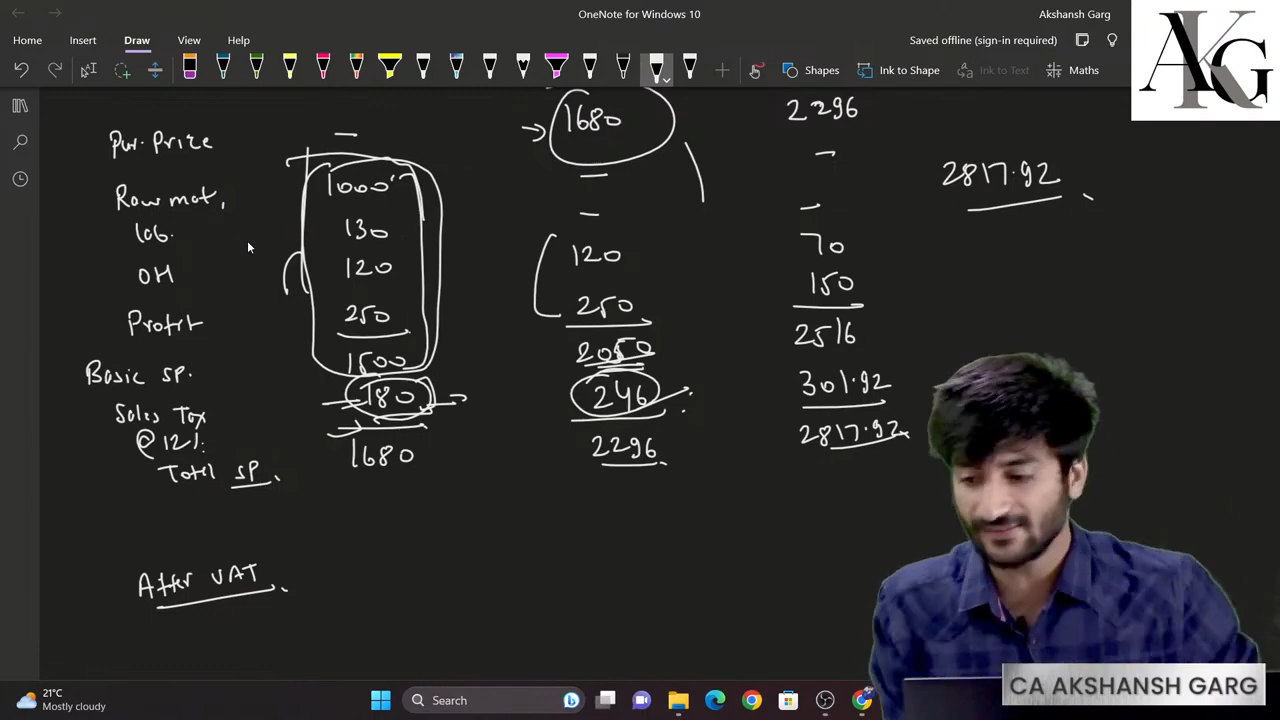 OneNote for Windows 10
Akshansh Garg
Home Insert Draw View Help
Saved offline (sign-in required)
Shapes Ink to Shape Ink to Text Maths
AKG
1680 2296
Pur. Price — —
Raw mat. 1000 — — 2817.92
lab. 130 — —
OH 120 120 70
Profit 250 250 150
Basic SP. 1500 2050 2516
Sales Tax 180 246 301.92
@ 12%.
Total SP. 1680 2296 2817.92
After VAT
CA AKSHANSH GARG
21°C
Mostly cloudy
Search